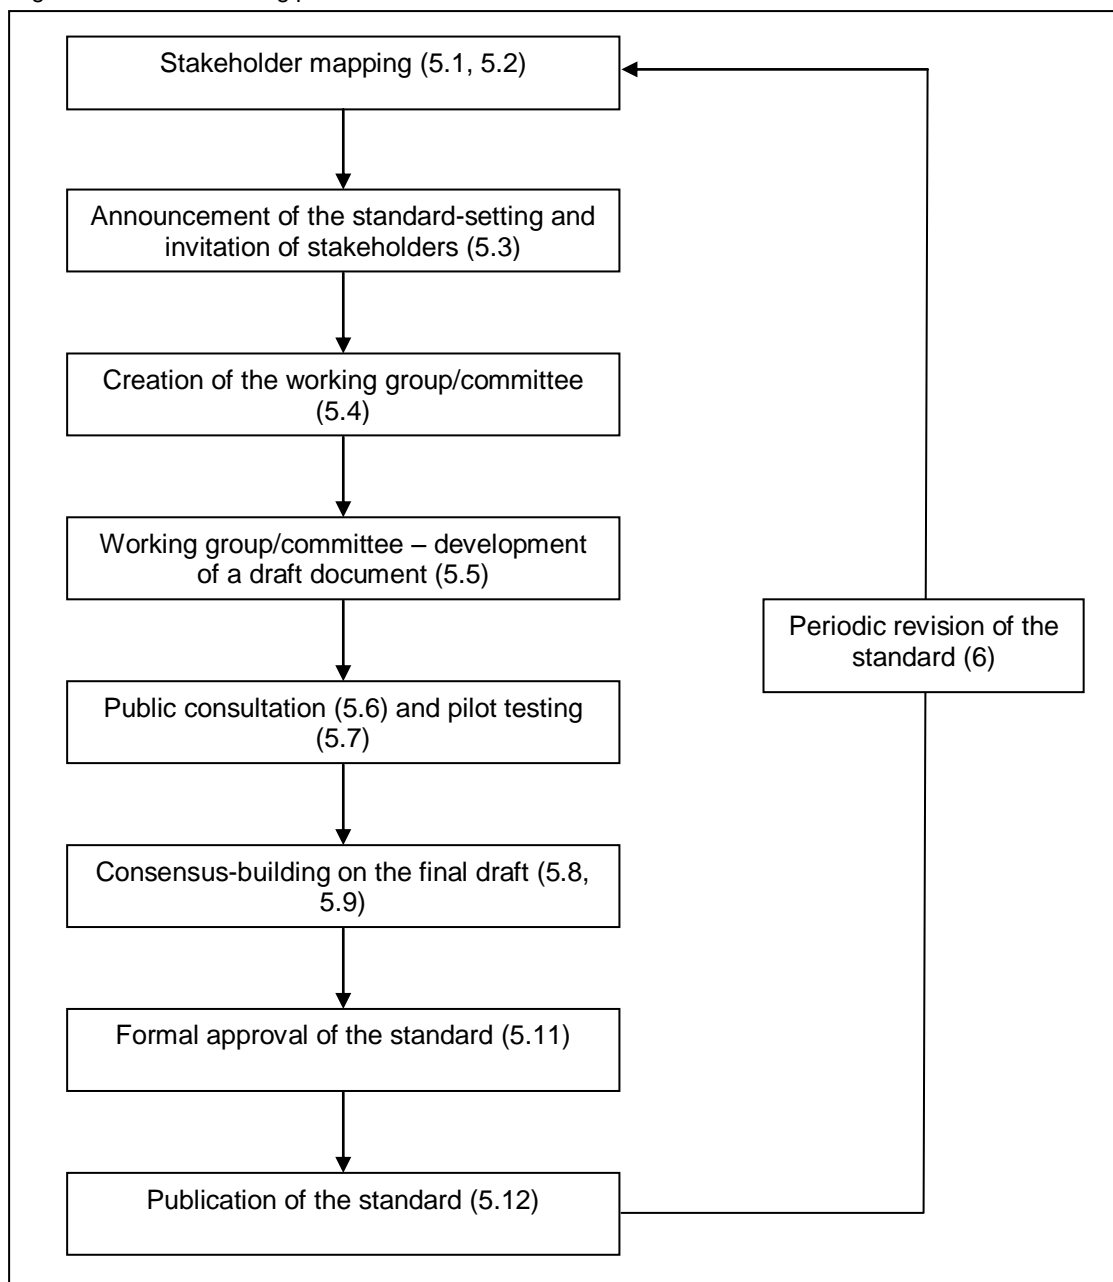 Stakeholder mapping (5.1, 5.2)
Announcement of the standard-setting and
invitation of stakeholders (5.3)
Creation of the working group/committee
(5.4)
Working group/committee – development
of a draft document (5.5)
Periodic revision of the
standard (6)
Public consultation (5.6) and pilot testing
(5.7)
Consensus-building on the final draft (5.8,
5.9)
Formal approval of the standard (5.11)
Publication of the standard (5.12)